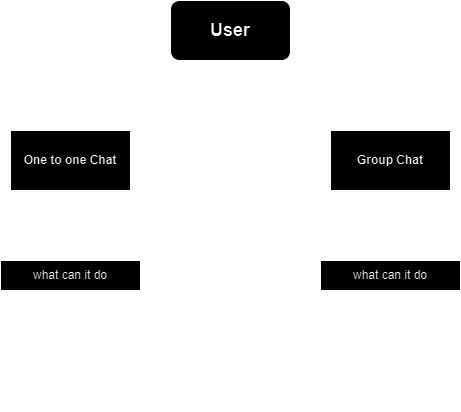 User
One to one Chat
Group Chat
what can it do
what can it do